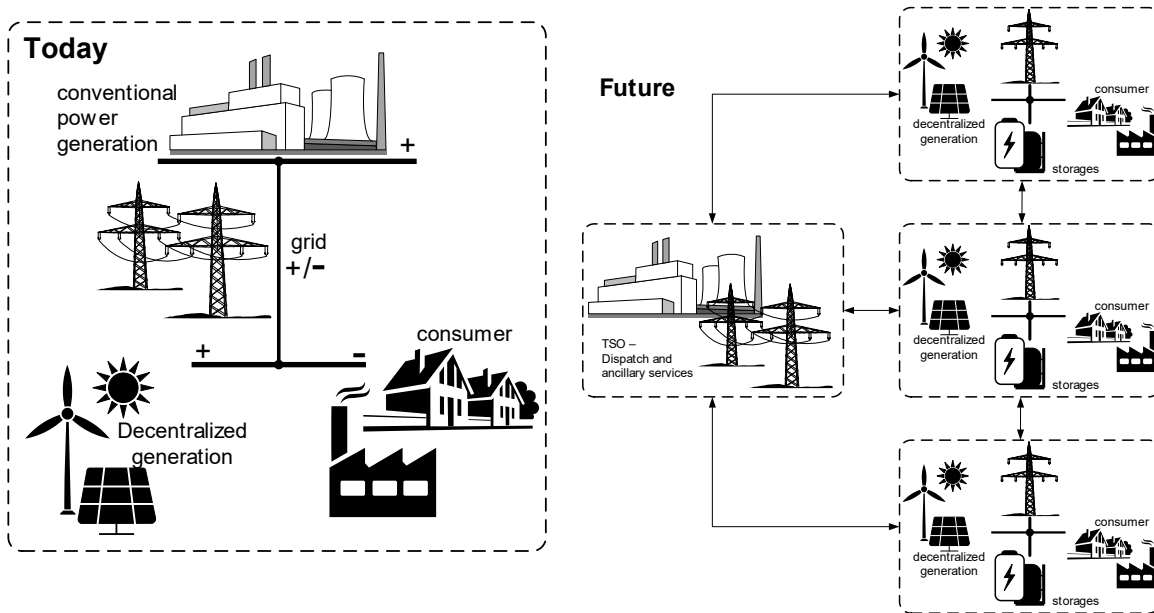 Today
conventional
power
generation
+
grid
+/-
+
-
consumer
Decentralized
generation
Future
TSO –
Dispatch and
ancillary services
consumer
decentralized
generation
storages
consumer
decentralized
generation
storages
consumer
decentralized
generation
storages